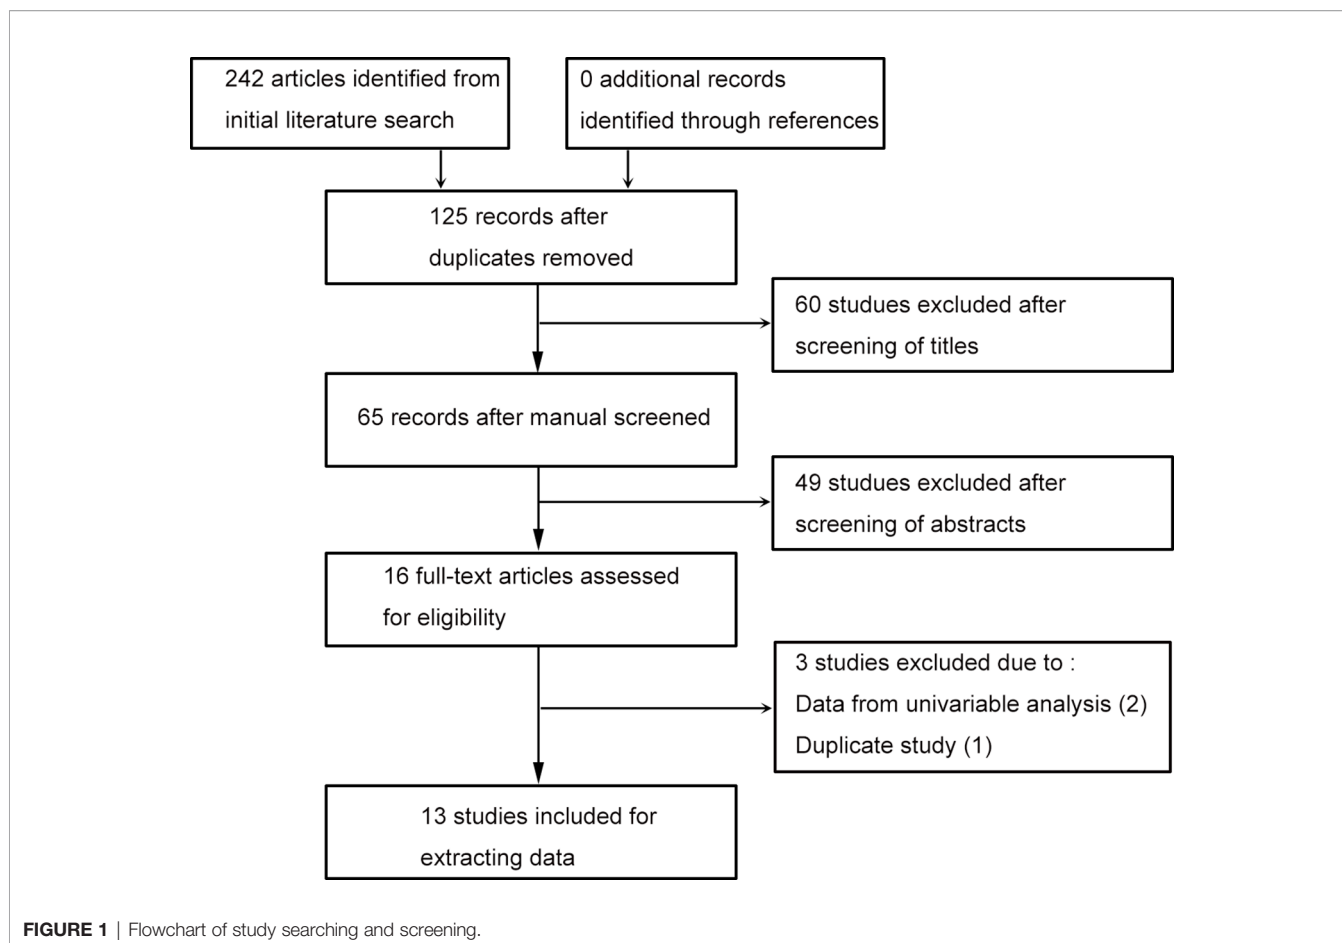 242 articles identified from
initial literature search
0 additional records
identified through references
125 records after
duplicates removed
60 studues excluded after
screening of titles
65 records after manual screened
49 studues excluded after
screening of abstracts
16 full-text articles assessed
for eligibility
3 studies excluded due to :
Data from univariable analysis (2)
Duplicate study (1)
13 studies included for
extracting data
FIGURE 1 | Flowchart of study searching and screening.